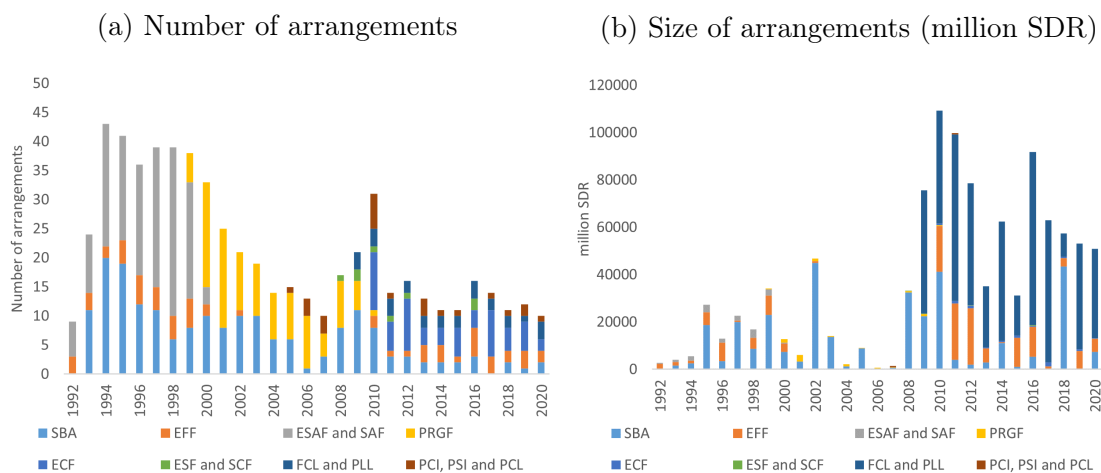 (a) Number of arrangements
50
45
40
35
30
25
20
15
10
5
0
Number of arrangements
1992 1994 1996 1998 2000 2002 2004 2006 2008 2010 2012 2014 2016 2018 2020
SBA EFF ESAF and SAF PRGF
ECF ESF and SCF FCL and PLL PCI, PSI and PCL
(b) Size of arrangements (million SDR)
120000
100000
80000
60000
40000
20000
0
million SDR
1992 1994 1996 1998 2000 2002 2004 2006 2008 2010 2012 2014 2016 2018 2020
SBA EFF ESAF and SAF PRGF
ECF ESF and SCF FCL and PLL PCI, PSI and PCL